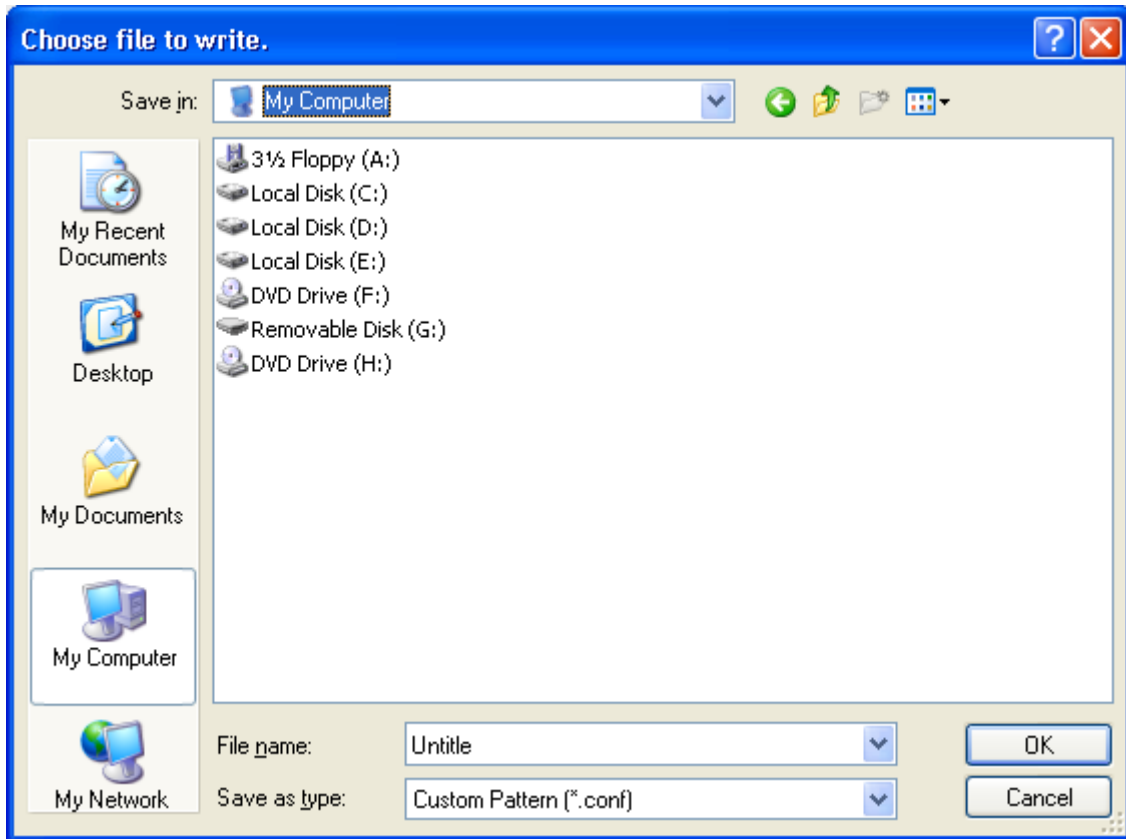 Choose file to write.
Save in:
My Computer
3½ Floppy (A:)
Local Disk (C:)
Local Disk (D:)
Local Disk (E:)
DVD Drive (F:)
Removable Disk (G:)
DVD Drive (H:)
My Recent
Documents
Desktop
My Documents
My Computer
My Network
File name:
Untitle
OK
Save as type:
Custom Pattern (*.conf)
Cancel